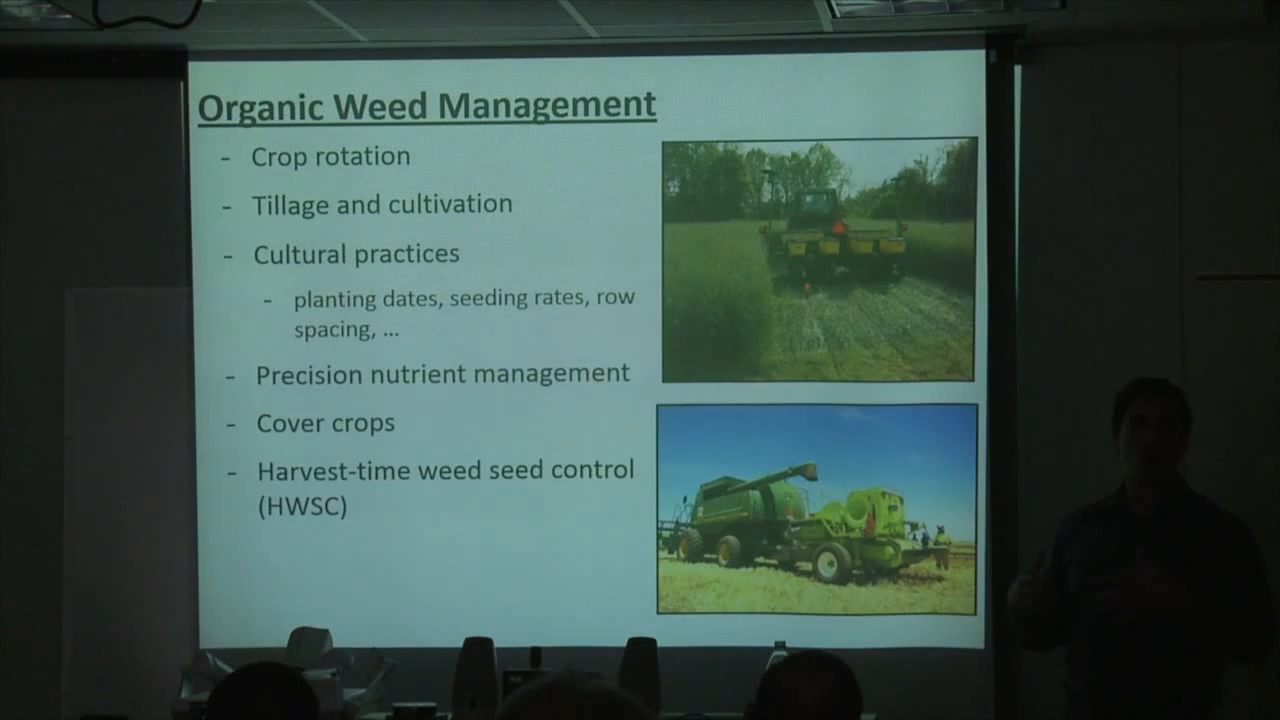 Organic Weed Management
- Crop rotation
- Tillage and cultivation
- Cultural practices
- planting dates, seeding rates, row
spacing, ...
- Precision nutrient management
- Cover crops
- Harvest-time weed seed control
(HWSC)